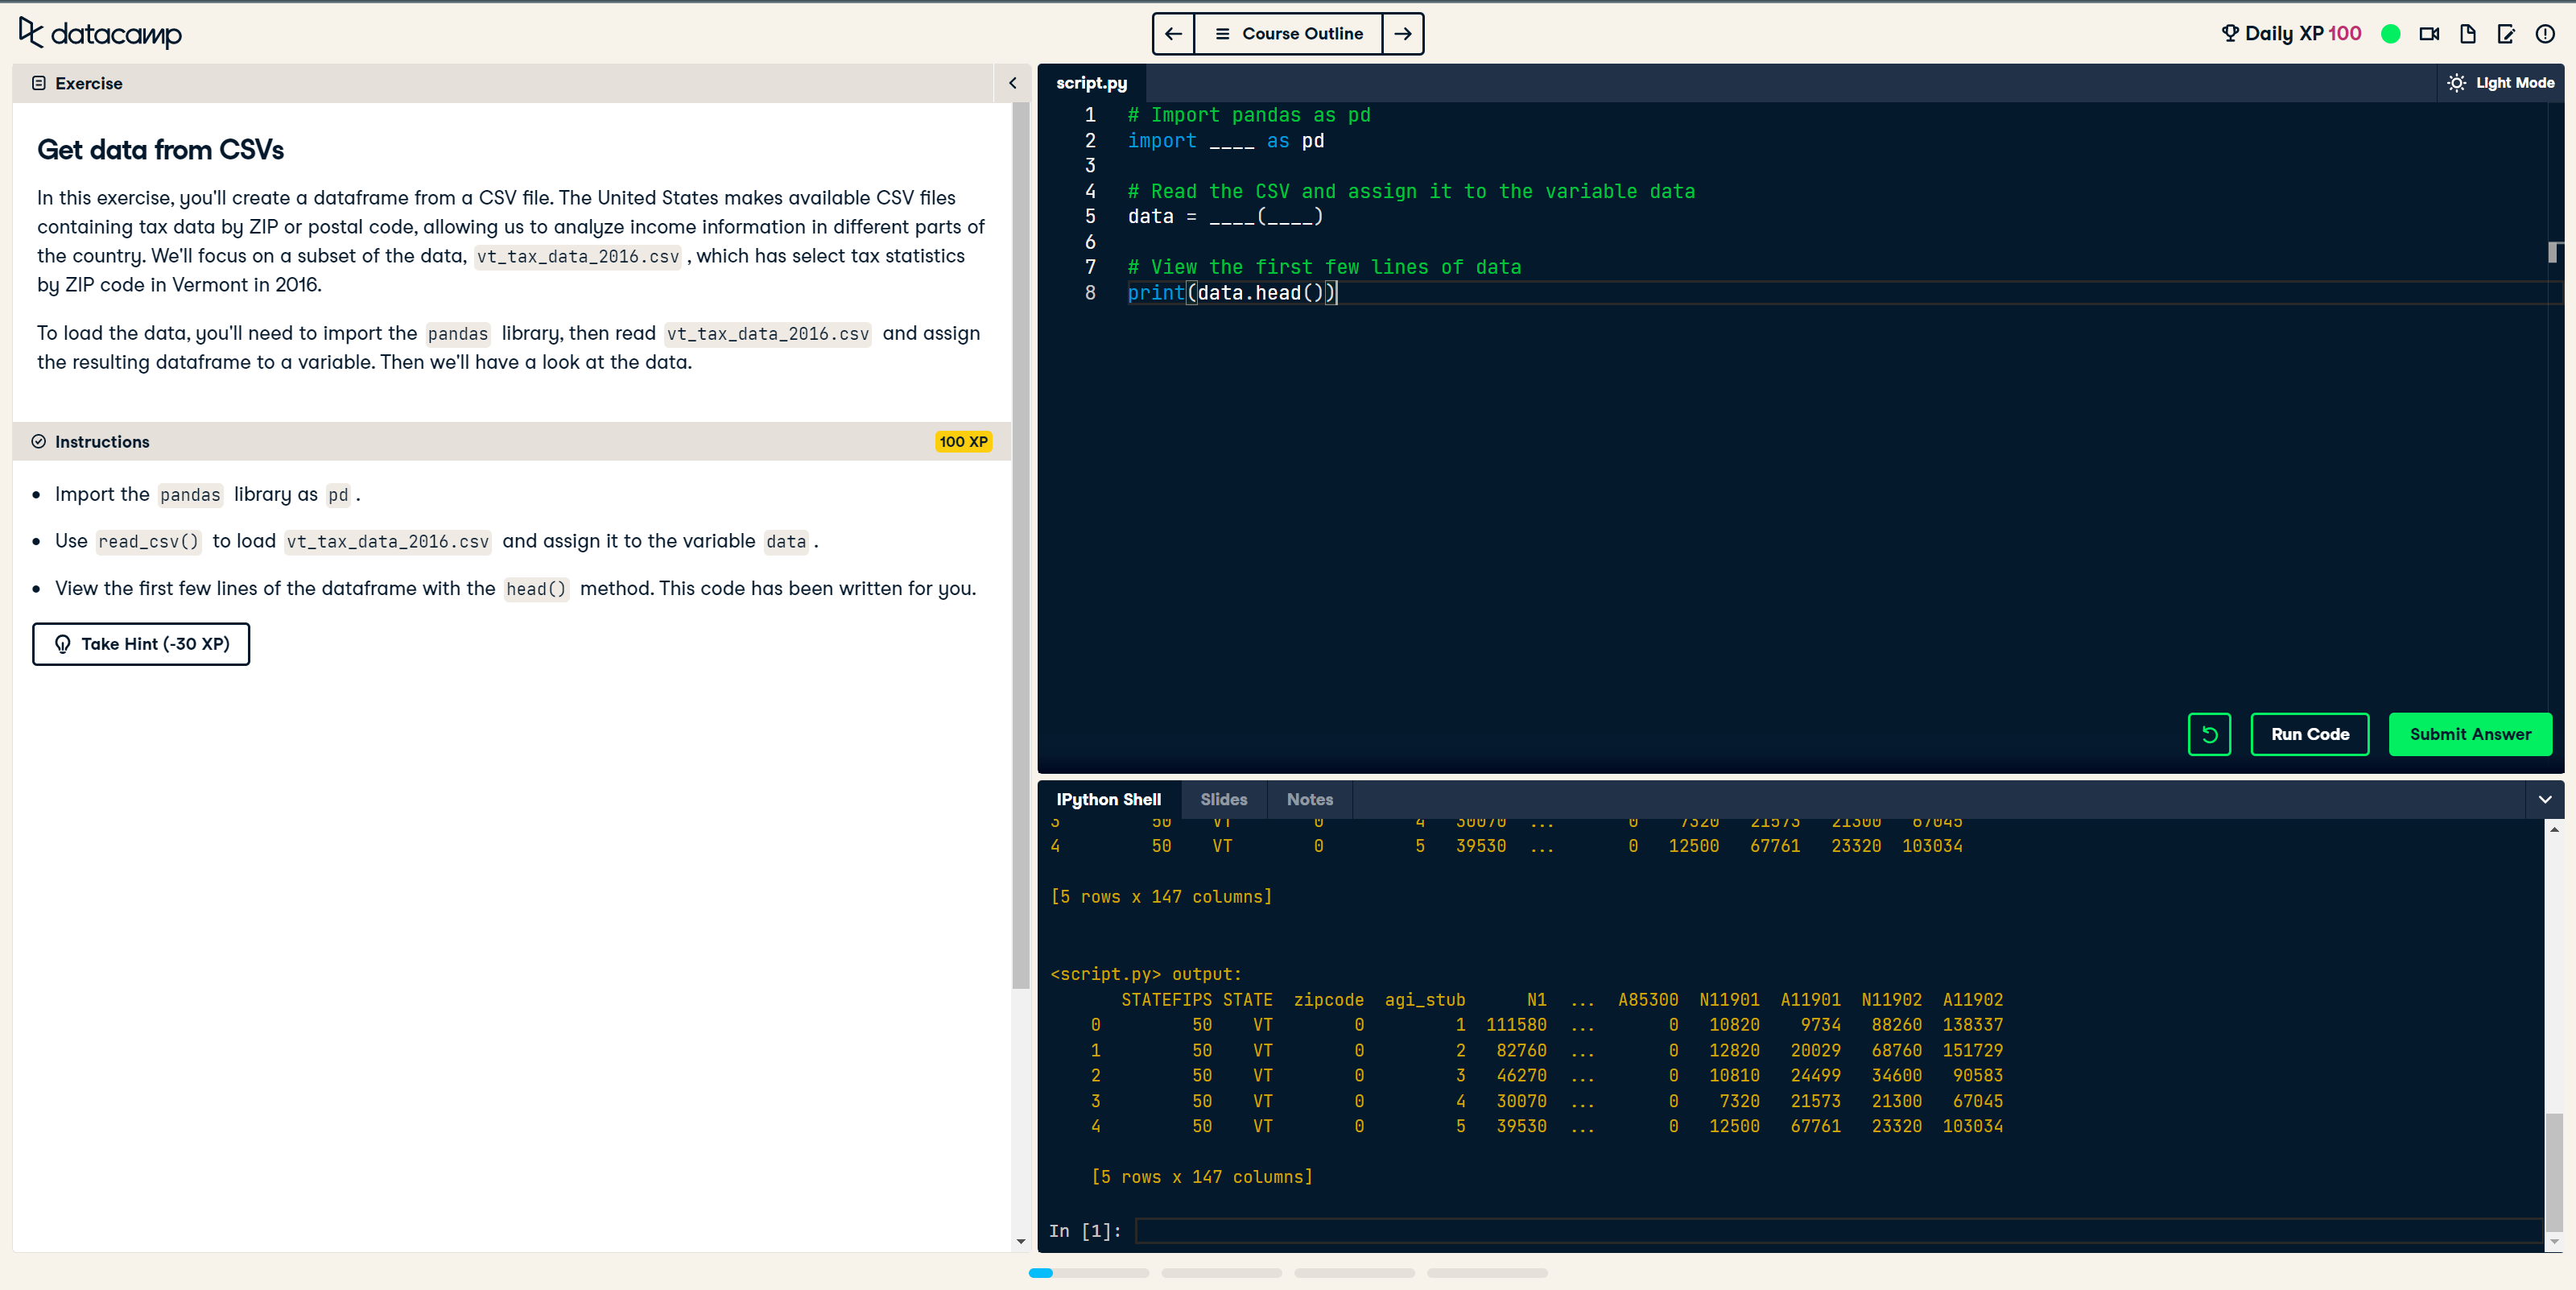 datacamp
Course Outline
Daily XP 100
Exercise
Get data from CSVs
In this exercise, you'll create a dataframe from a CSV file. The United States makes available CSV files
containing tax data by ZIP or postal code, allowing us to analyze income information in different parts of
the country. We'll focus on a subset of the data, vt_tax_data_2016.csv , which has select tax statistics
by ZIP code in Vermont in 2016.
To load the data, you'll need to import the pandas library, then read vt_tax_data_2016.csv and assign
the resulting dataframe to a variable. Then we'll have a look at the data.
Instructions
100 XP
• Import the pandas library as pd .
• Use read_csv() to load vt_tax_data_2016.csv and assign it to the variable data .
• View the first few lines of the dataframe with the head() method. This code has been written for you.
Take Hint (-30 XP)
script.py
Light Mode
1 # Import pandas as pd
2 import ____ as pd
3
4 # Read the CSV and assign it to the variable data
5 data = ____(____)
6
7 # View the first few lines of data
8 print(data.head())
Run Code
Submit Answer
IPython Shell
Slides
Notes
3 50 VT 0 4 30070 ... 0 7320 21573 21300 67045
4 50 VT 0 5 39530 ... 0 12500 67761 23320 103034
[5 rows x 147 columns]
<script.py> output:
STATEFIPS STATE zipcode agi_stub N1 ... A85300 N11901 A11901 N11902 A11902
0 50 VT 0 1 111580 ... 0 10820 9734 88260 138337
1 50 VT 0 2 82760 ... 0 12820 20029 68760 151729
2 50 VT 0 3 46270 ... 0 10810 24499 34600 90583
3 50 VT 0 4 30070 ... 0 7320 21573 21300 67045
4 50 VT 0 5 39530 ... 0 12500 67761 23320 103034
[5 rows x 147 columns]
In [1]: